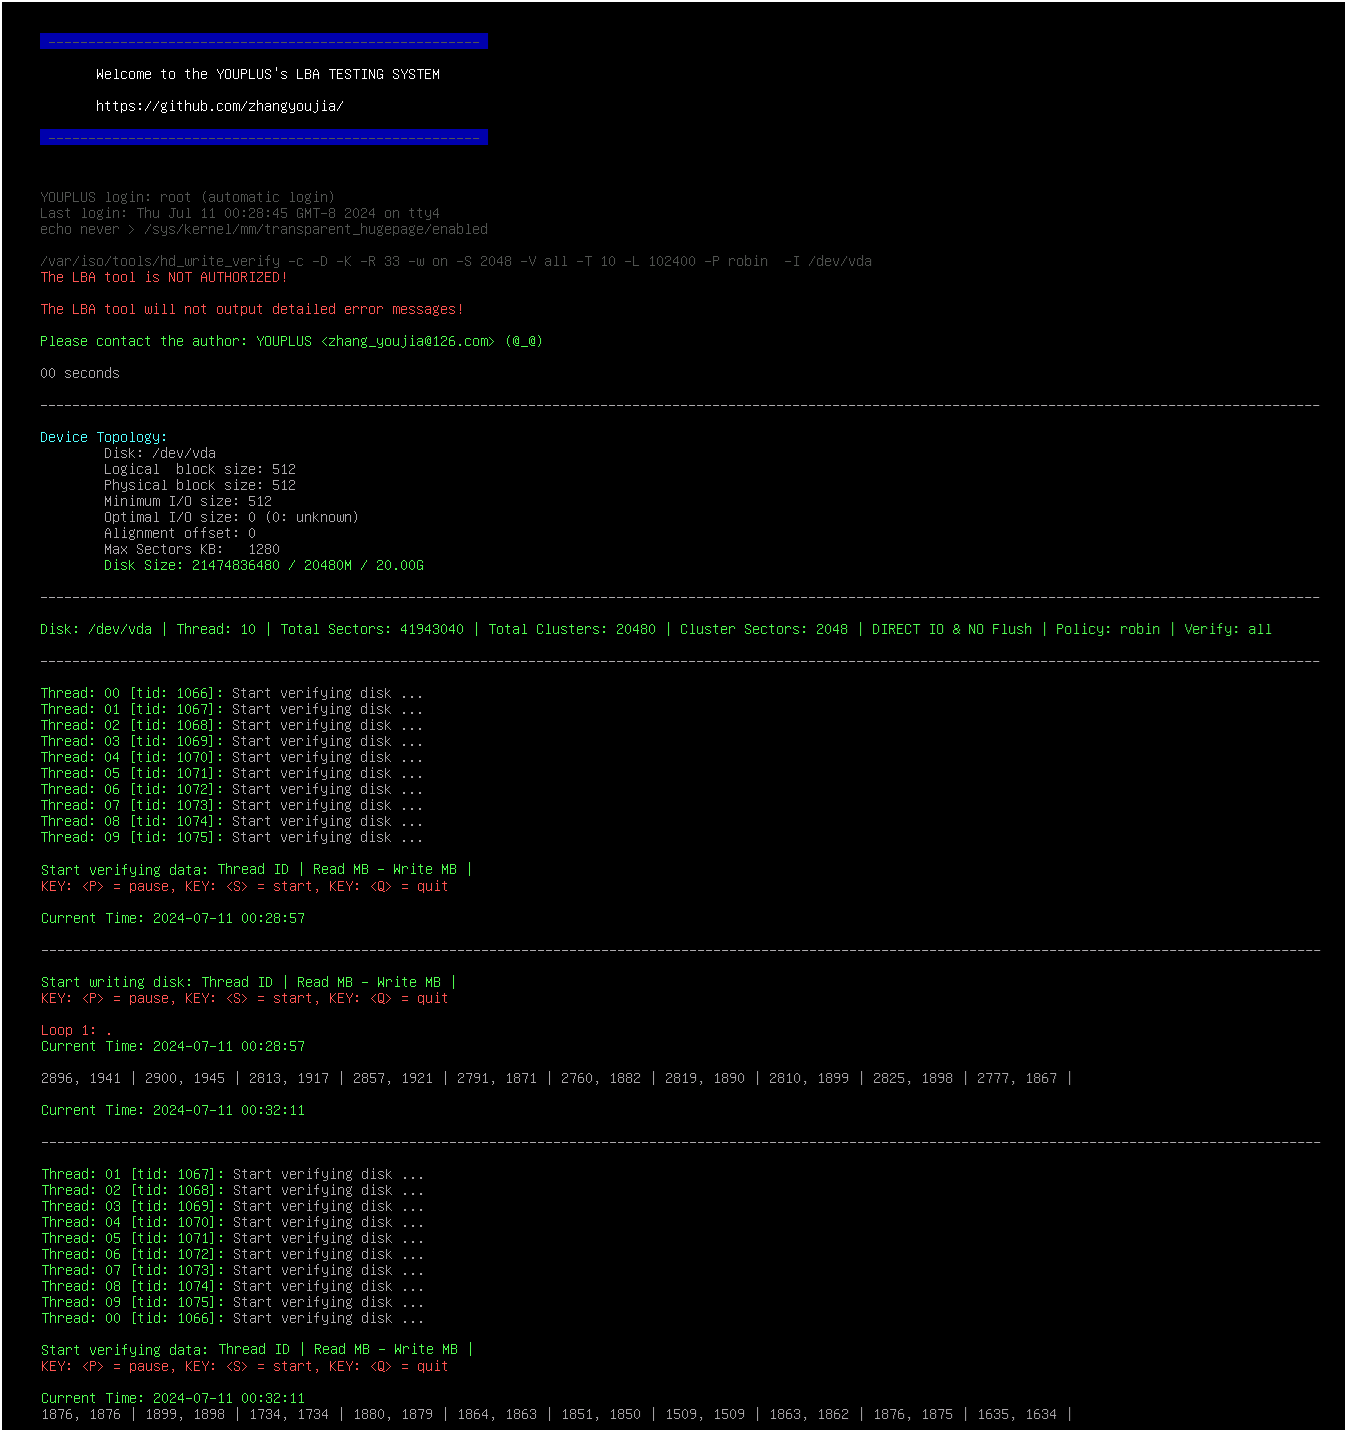 -------------------------------------------------------
Welcome to the YOUPLUS's LBA TESTING SYSTEM
https://github.com/zhangyoujia/
-------------------------------------------------------
YOUPLUS login: root (automatic login)
Last login: Thu Jul 11 00:28:45 GMT-8 2024 on tty4
echo never > /sys/kernel/mm/transparent_hugepage/enabled
/var/iso/tools/hd_write_verify -c -D -K -R 33 -w on -S 2048 -V all -T 10 -L 102400 -P robin  -I /dev/vda
The LBA tool is NOT AUTHORIZED!
The LBA tool will not output detailed error messages!
Please contact the author: YOUPLUS <zhang_youjia@126.com> (@_@)
00 seconds
----------------------------------------------------------------------------------------------------------------------------------------------------------------
Device Topology:
Disk: /dev/vda
Logical  block size: 512
Physical block size: 512
Minimum I/O size: 512
Optimal I/O size: 0 (0: unknown)
Alignment offset: 0
Max Sectors KB:   1280
Disk Size: 21474836480 / 20480M / 20.00G
----------------------------------------------------------------------------------------------------------------------------------------------------------------
Disk: /dev/vda | Thread: 10 | Total Sectors: 41943040 | Total Clusters: 20480 | Cluster Sectors: 2048 | DIRECT IO & NO Flush | Policy: robin | Verify: all
----------------------------------------------------------------------------------------------------------------------------------------------------------------
Thread: 00 [tid: 1066]: Start verifying disk ...
Thread: 01 [tid: 1067]: Start verifying disk ...
Thread: 02 [tid: 1068]: Start verifying disk ...
Thread: 03 [tid: 1069]: Start verifying disk ...
Thread: 04 [tid: 1070]: Start verifying disk ...
Thread: 05 [tid: 1071]: Start verifying disk ...
Thread: 06 [tid: 1072]: Start verifying disk ...
Thread: 07 [tid: 1073]: Start verifying disk ...
Thread: 08 [tid: 1074]: Start verifying disk ...
Thread: 09 [tid: 1075]: Start verifying disk ...
Start verifying data: Thread ID | Read MB - Write MB |
KEY: <P> = pause, KEY: <S> = start, KEY: <Q> = quit
Current Time: 2024-07-11 00:28:57
----------------------------------------------------------------------------------------------------------------------------------------------------------------
Start writing disk: Thread ID | Read MB - Write MB |
KEY: <P> = pause, KEY: <S> = start, KEY: <Q> = quit
Loop 1: .
Current Time: 2024-07-11 00:28:57
2896, 1941 | 2900, 1945 | 2813, 1917 | 2857, 1921 | 2791, 1871 | 2760, 1882 | 2819, 1890 | 2810, 1899 | 2825, 1898 | 2777, 1867 |
Current Time: 2024-07-11 00:32:11
----------------------------------------------------------------------------------------------------------------------------------------------------------------
Thread: 01 [tid: 1067]: Start verifying disk ...
Thread: 02 [tid: 1068]: Start verifying disk ...
Thread: 03 [tid: 1069]: Start verifying disk ...
Thread: 04 [tid: 1070]: Start verifying disk ...
Thread: 05 [tid: 1071]: Start verifying disk ...
Thread: 06 [tid: 1072]: Start verifying disk ...
Thread: 07 [tid: 1073]: Start verifying disk ...
Thread: 08 [tid: 1074]: Start verifying disk ...
Thread: 09 [tid: 1075]: Start verifying disk ...
Thread: 00 [tid: 1066]: Start verifying disk ...
Start verifying data: Thread ID | Read MB - Write MB |
KEY: <P> = pause, KEY: <S> = start, KEY: <Q> = quit
Current Time: 2024-07-11 00:32:11
1876, 1876 | 1899, 1898 | 1734, 1734 | 1880, 1879 | 1864, 1863 | 1851, 1850 | 1509, 1509 | 1863, 1862 | 1876, 1875 | 1635, 1634 |